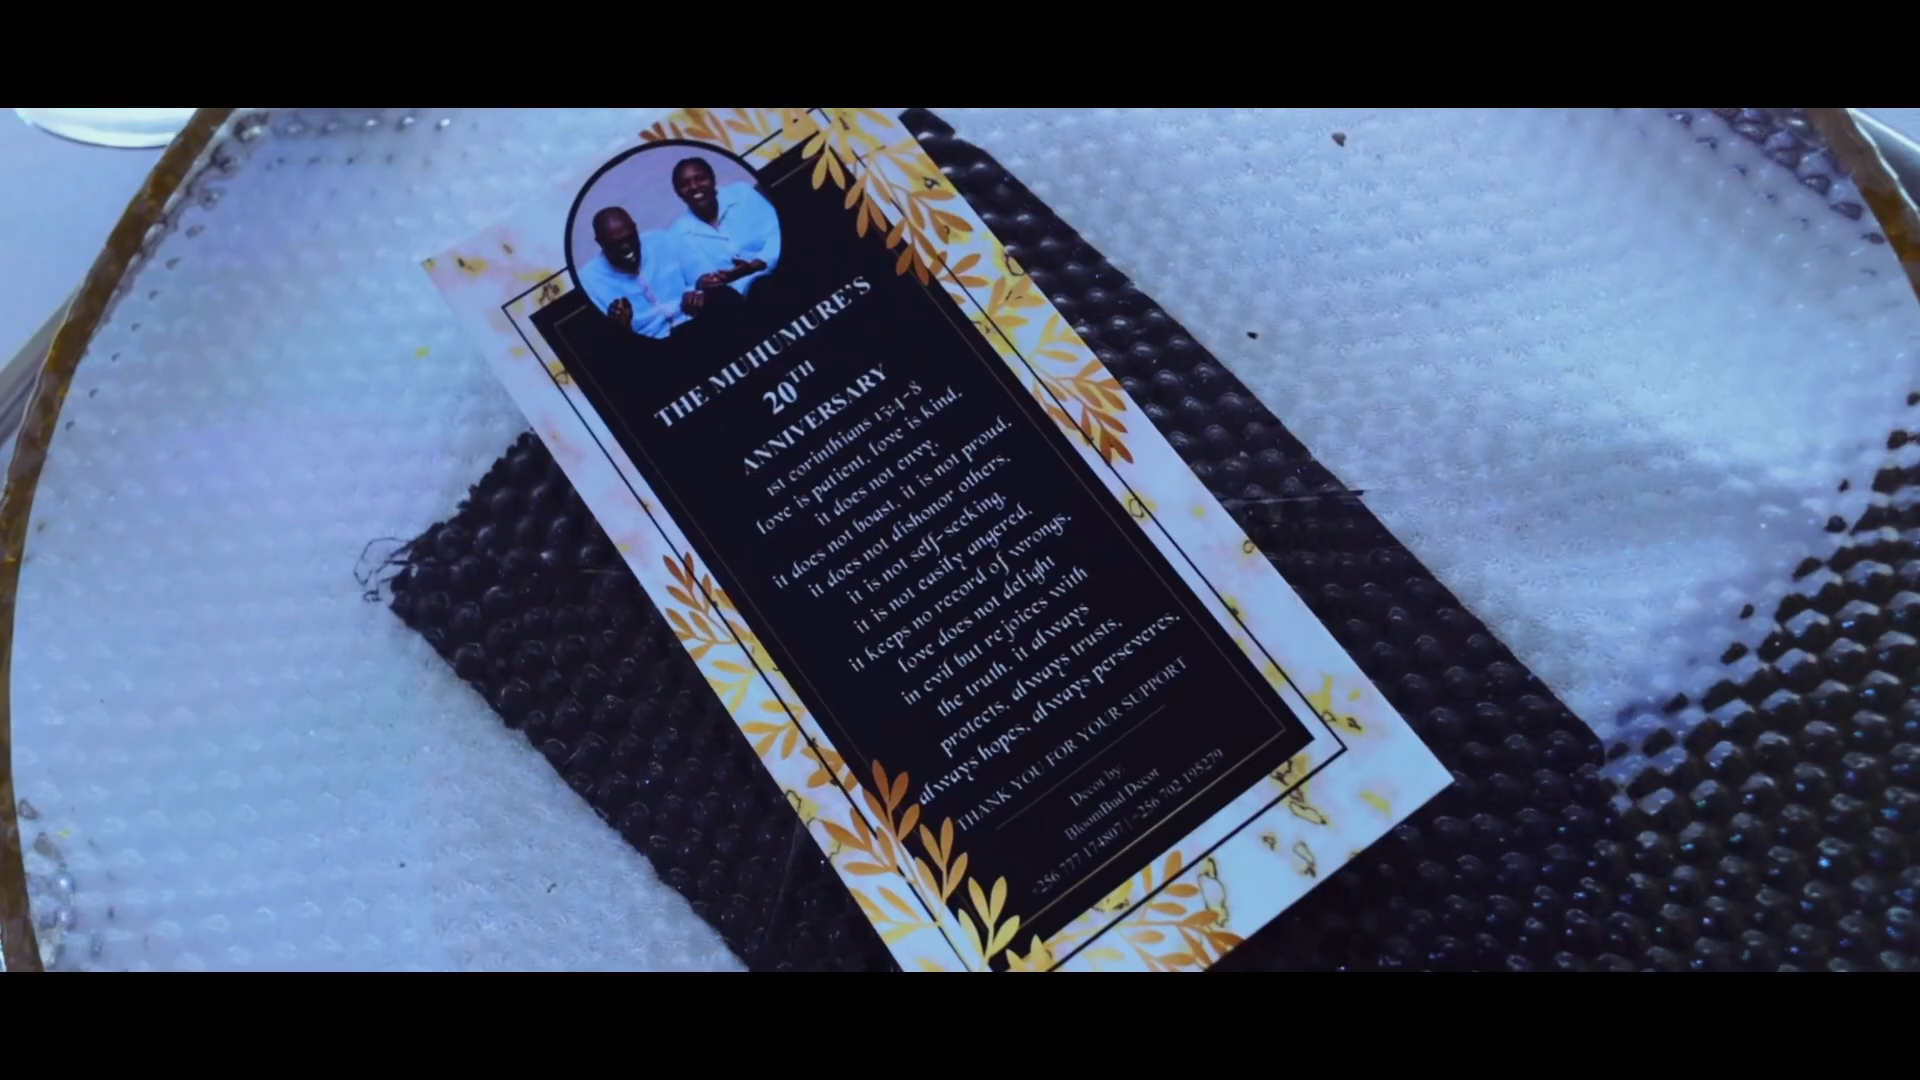 THE MUHUMURE'S
20TH
ANNIVERSARY
1st corinthians 13:4-8
love is patient, love is kind.
it does not envy,
it does not boast, it is not proud.
it does not dishonor others,
it is not self-seeking,
it is not easily angered,
it keeps no record of wrongs.
love does not delight
in evil but rejoices with
the truth. it always
protects, always trusts,
always hopes, always perseveres.
THANK YOU FOR YOUR SUPPORT
Decor by:
BloomBud Decor
+256 777 174807 | +256 702 195279